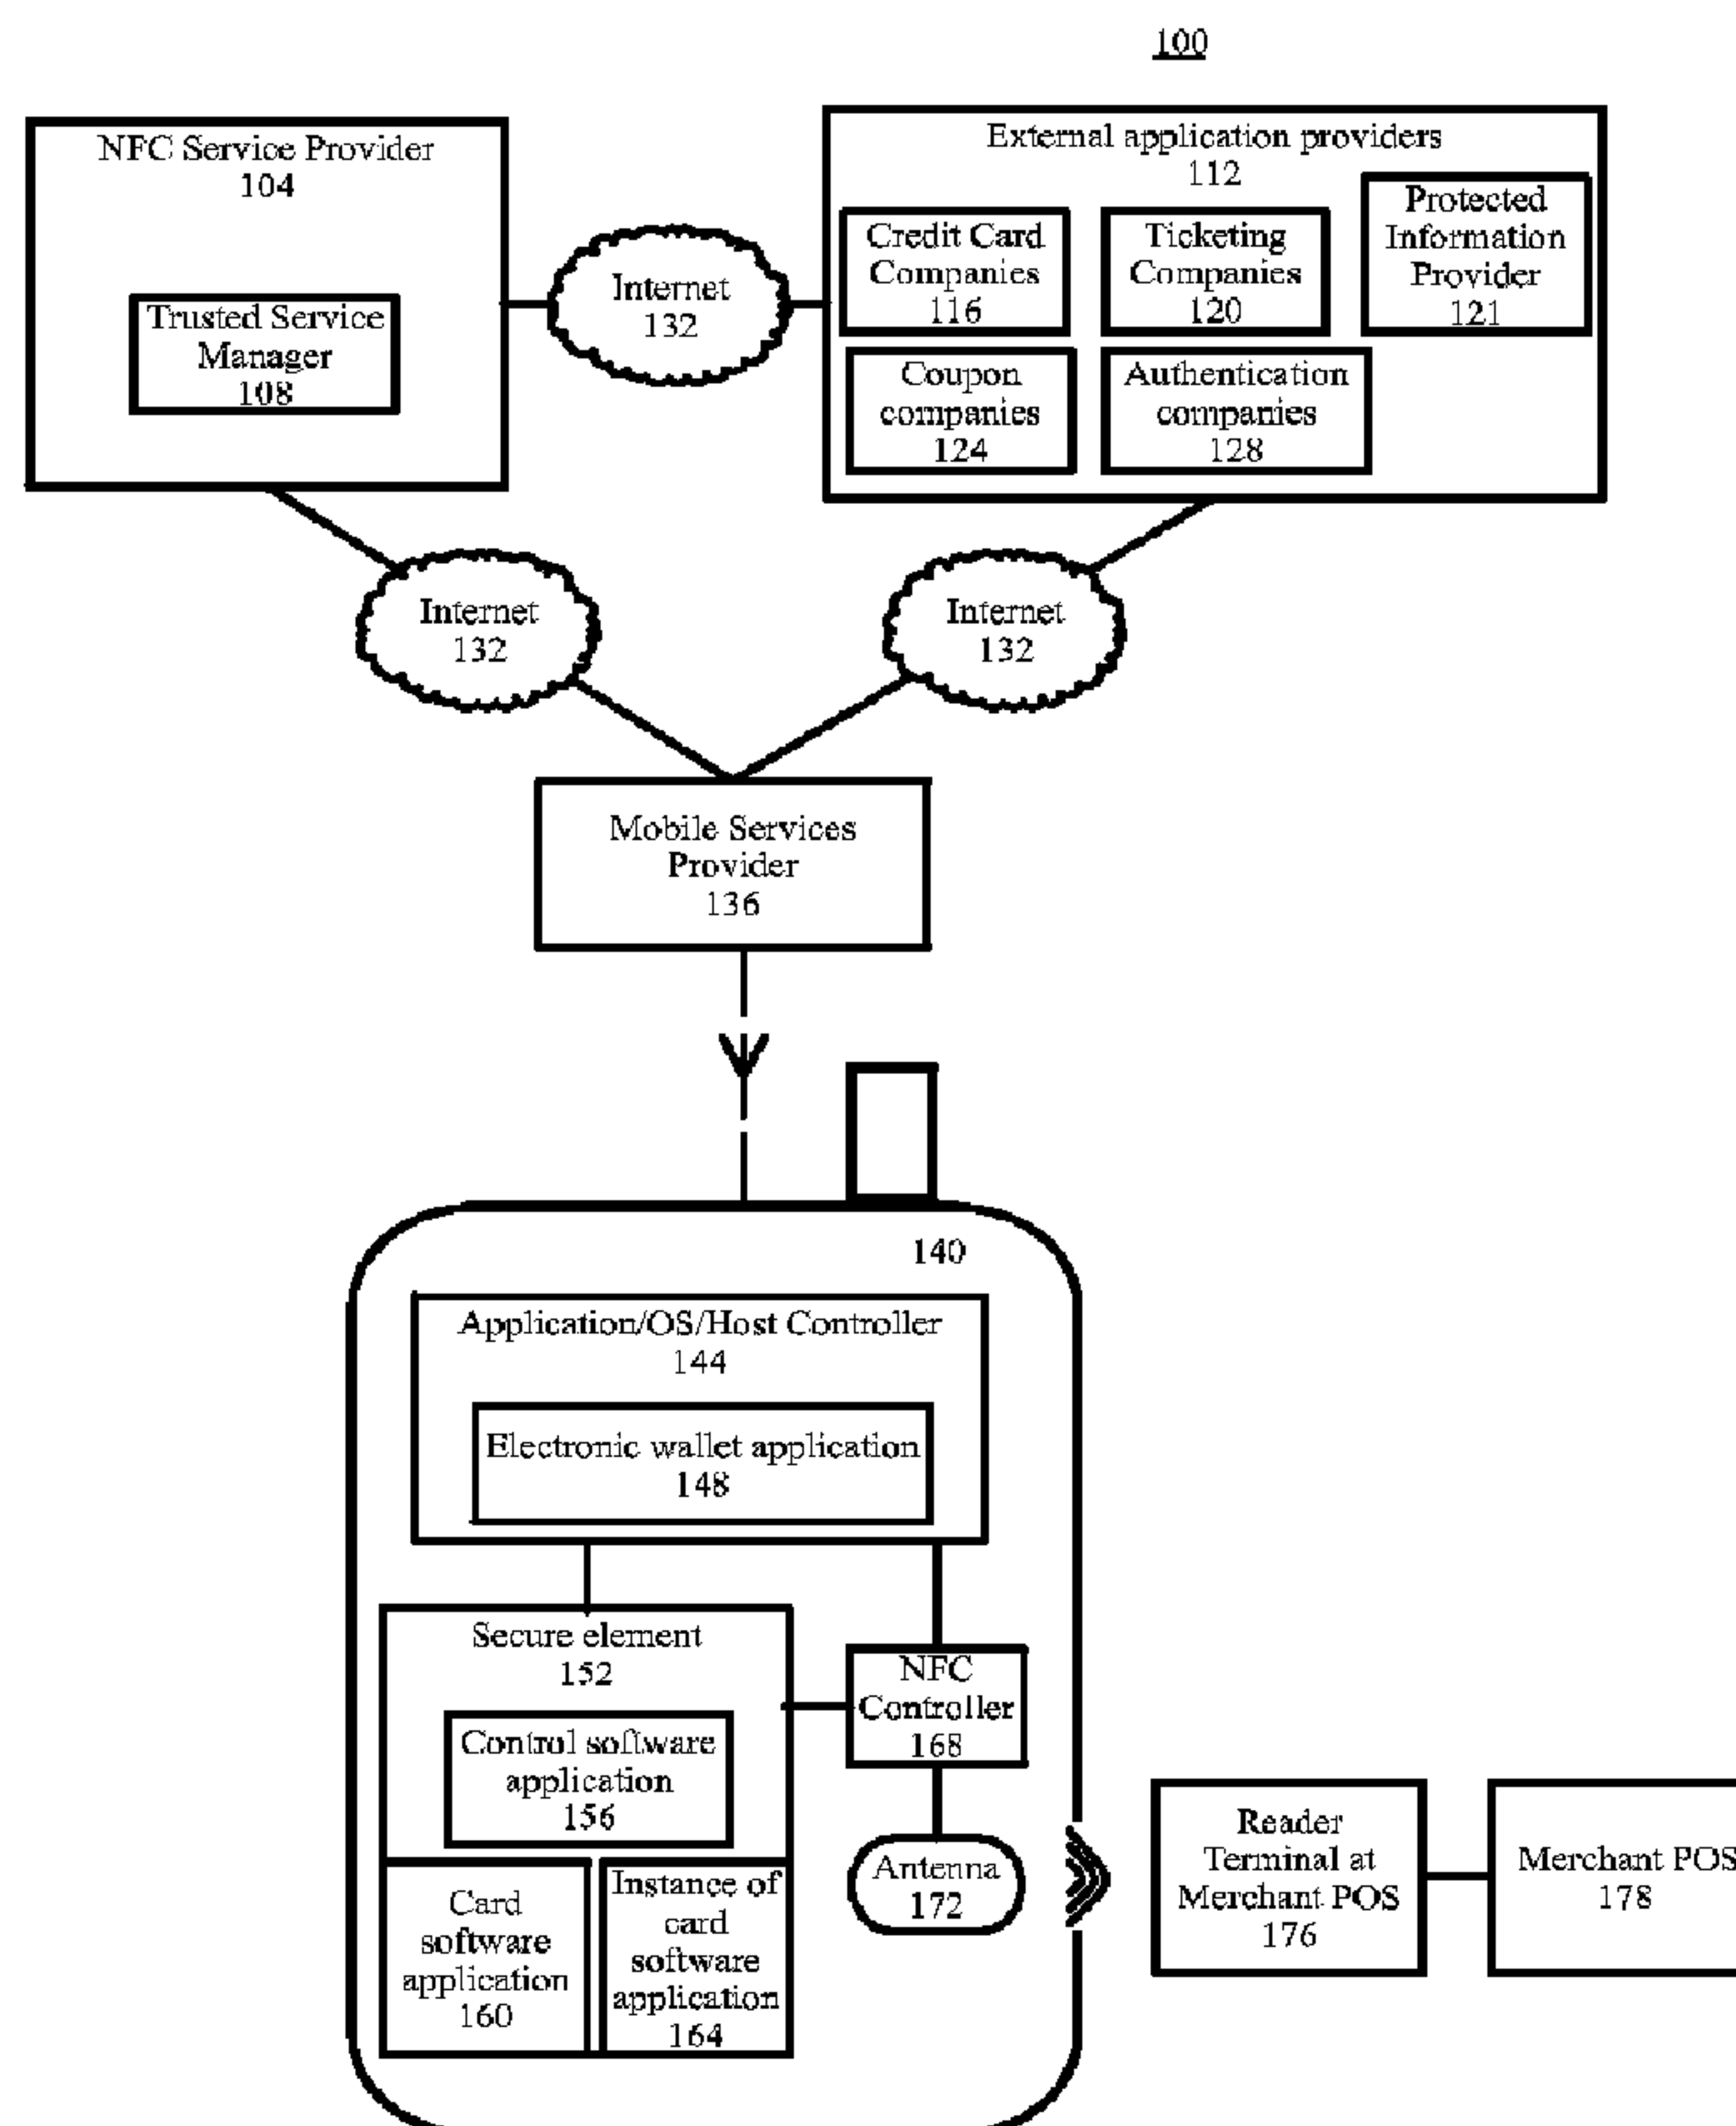 100
NFC Service Provider
104
Trusted Service
Manager
108
Internet
132
External application providers
112
Credit Card
Companies
116
Ticketing
Companies
120
Protected
Information
Provider
121
Coupon
companies
124
Authentication
companies
128
Internet
132
Internet
132
Mobile Services
Provider
136
140
Application/OS/Host Controller
144
Electronic wallet application
148
Secure element
152
Control software
application
156
Card
software
application
160
Instance of
card
software
application
164
NFC
Controller
168
Antenna
172
Reader
Terminal at
Merchant POS
176
Merchant POS
178